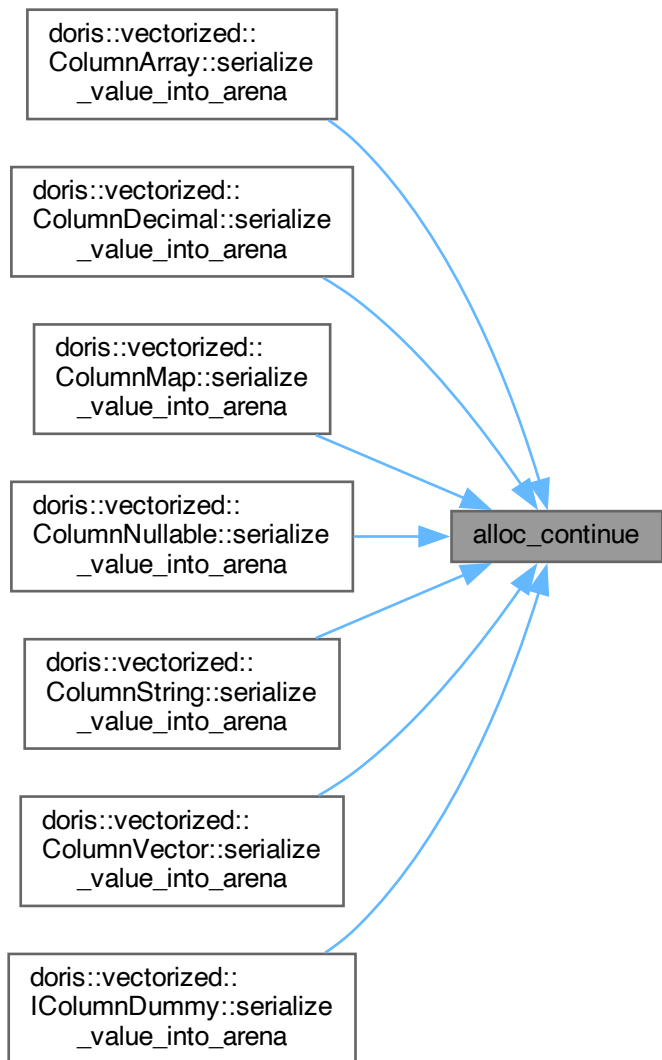 doris::vectorized::
ColumnArray::serialize
_value_into_arena
doris::vectorized::
ColumnDecimal::serialize
_value_into_arena
doris::vectorized::
ColumnMap::serialize
_value_into_arena
doris::vectorized::
ColumnNullable::serialize
_value_into_arena
doris::vectorized::
ColumnString::serialize
_value_into_arena
doris::vectorized::
ColumnVector::serialize
_value_into_arena
doris::vectorized::
IColumnDummy::serialize
_value_into_arena
alloc_continue